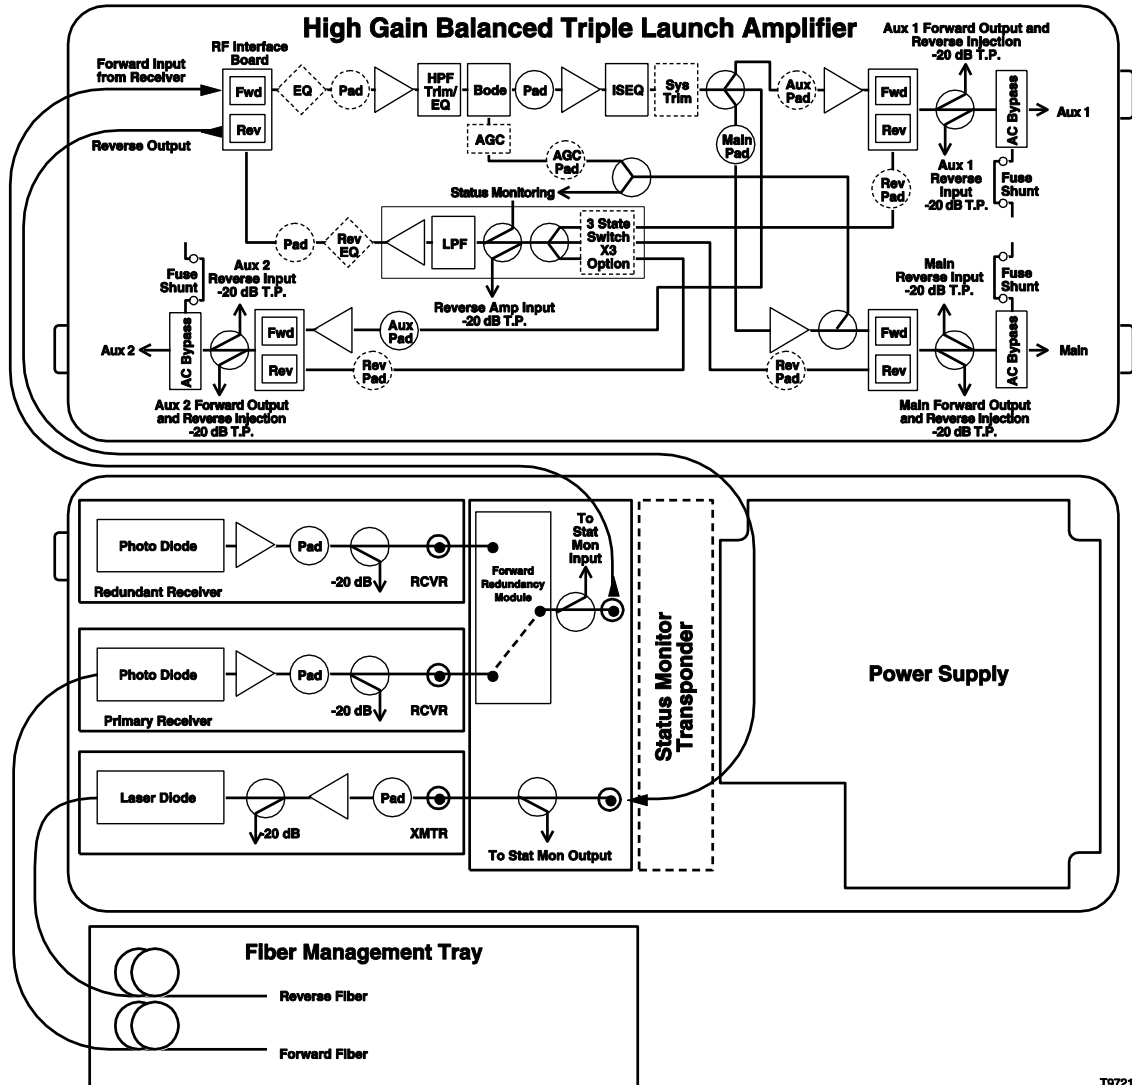 High Gain Balanced Triple Launch Amplifier
Forward Input
from Receiver
Reverse Output
RF Interface
Board
Fwd
Rev
EQ
Pad
HPF
Trim/
EQ
Bode
Pad
ISEQ
Sys
Trim
AGC
AGC
Pad
Main
Pad
Aux
Pad
Fwd
Rev
Aux 1 Forward Output and
Reverse Injection
-20 dB T.P.
AC Bypass
Aux 1
Aux 1
Reverse
Input
-20 dB T.P.
Fuse
Shunt
Rev
Pad
Status Monitoring
Pad
Rev
EQ
LPF
3 State
Switch
X3
Option
Reverse Amp Input
-20 dB T.P.
Fuse
Shunt
Aux 2
Reverse Input
-20 dB T.P.
Aux 2
AC Bypass
Fwd
Rev
Aux
Pad
Rev
Pad
Aux 2 Forward Output
and Reverse Injection
-20 dB T.P.
Main
Reverse Input
-20 dB T.P.
Fuse
Shunt
Rev
Pad
Fwd
Rev
AC Bypass
Main
Main Forward Output
and Reverse Injection
-20 dB T.P.
Photo Diode
Pad
-20 dB
RCVR
Redundant Receiver
Photo Diode
Pad
-20 dB
RCVR
Primary Receiver
Laser Diode
-20 dB
Pad
XMTR
Forward
Redundancy
Module
To
Stat
Mon
Input
To Stat Mon Output
Status Monitor
Transponder
Power Supply
Fiber Management Tray
Reverse Fiber
Forward Fiber
T9721